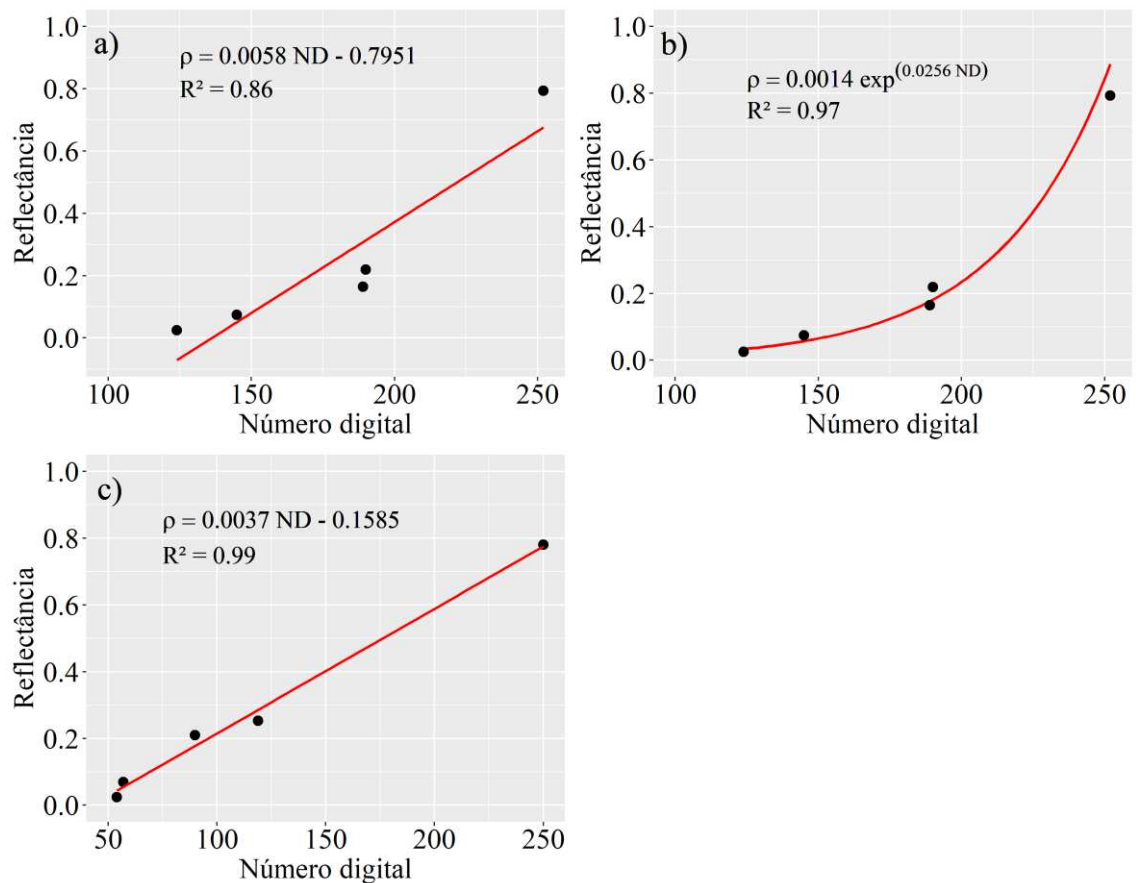 a)
ρ = 0.0058 ND - 0.7951
R² = 0.86
1.0
0.8
0.6
0.4
0.2
0.0
Reflectância
100 150 200 250
Número digital
b)
ρ = 0.0014 exp(0.0256 ND)
R² = 0.97
1.0
0.8
0.6
0.4
0.2
0.0
Reflectância
100 150 200 250
Número digital
c)
ρ = 0.0037 ND - 0.1585
R² = 0.99
1.0
0.8
0.6
0.4
0.2
0.0
Reflectância
50 100 150 200 250
Número digital